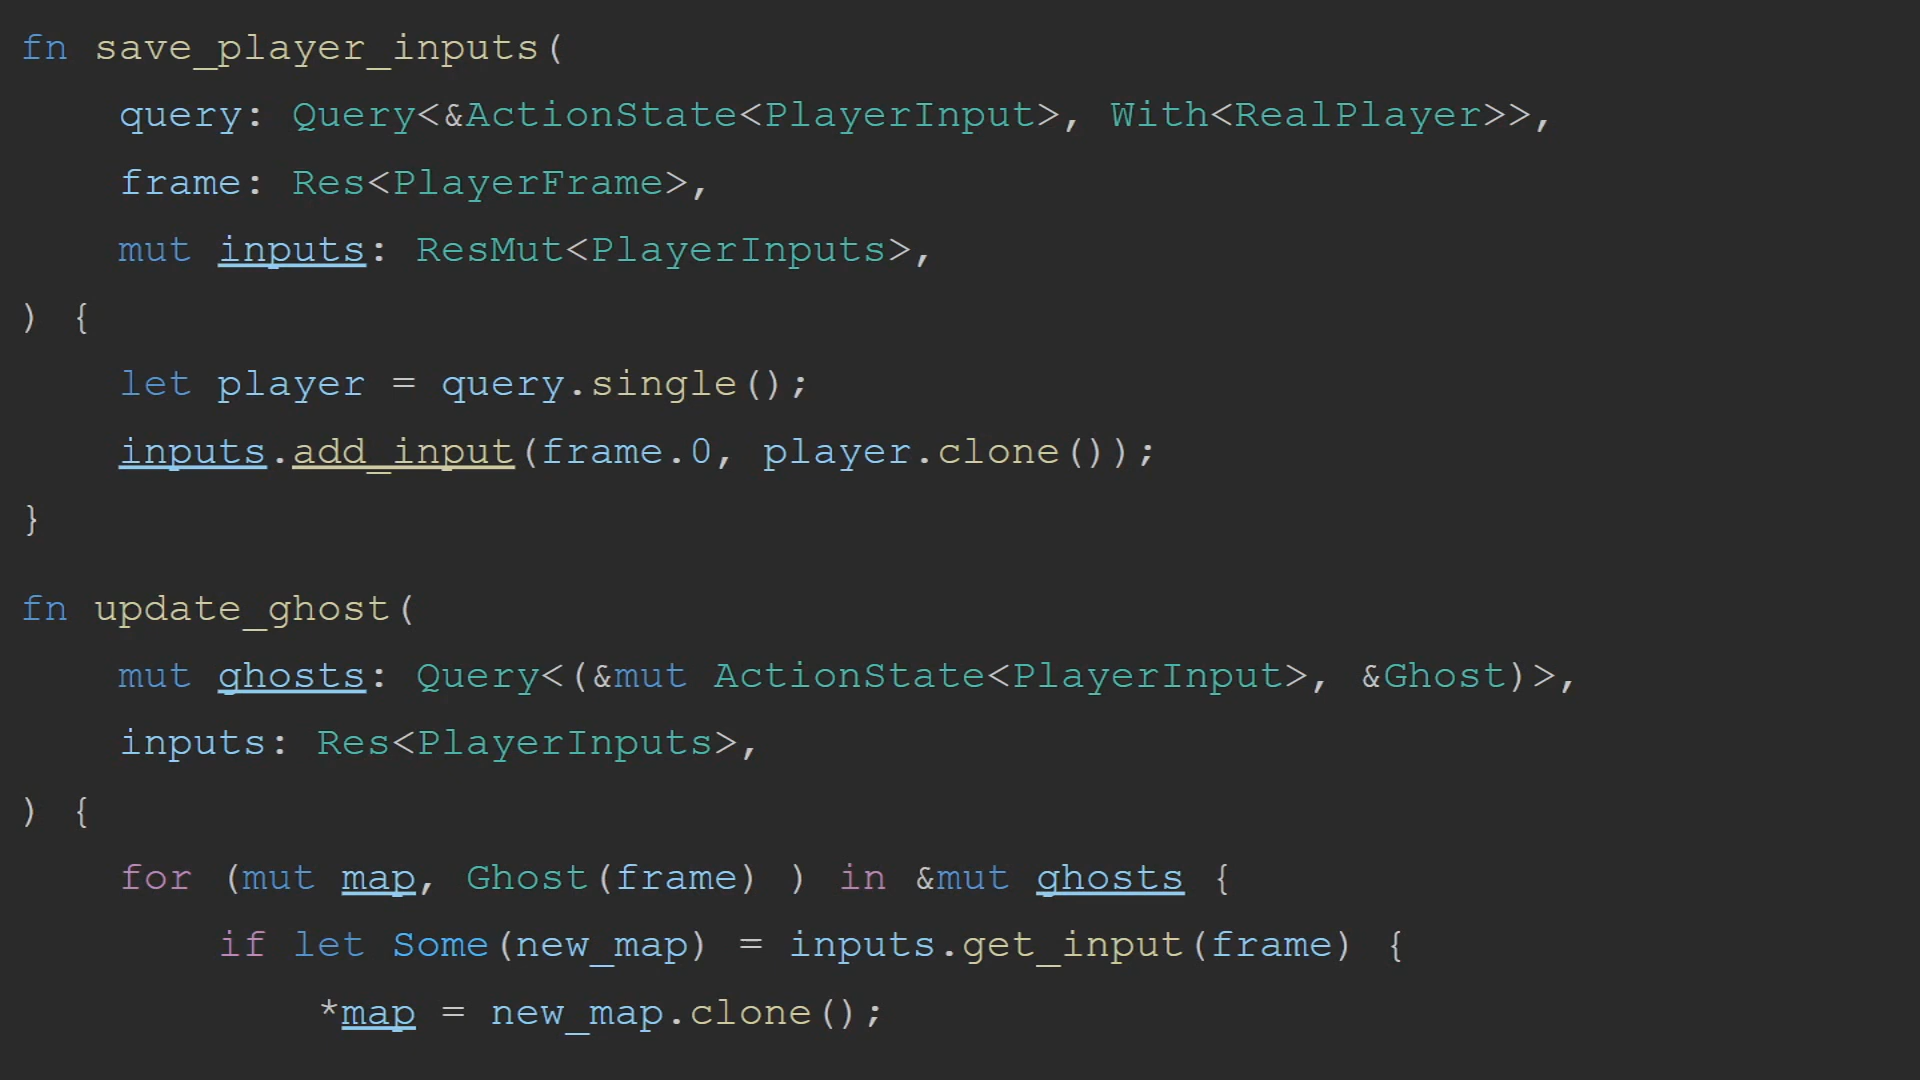 fn save_player_inputs(
    query: Query<&ActionState<PlayerInput>, With<RealPlayer>>,
    frame: Res<PlayerFrame>,
    mut inputs: ResMut<PlayerInputs>,
) {
    let player = query.single();
    inputs.add_input(frame.0, player.clone());
}
fn update_ghost(
    mut ghosts: Query<(&mut ActionState<PlayerInput>, &Ghost)>,
    inputs: Res<PlayerInputs>,
) {
    for (mut map, Ghost(frame) ) in &mut ghosts {
        if let Some(new_map) = inputs.get_input(frame) {
            *map = new_map.clone();